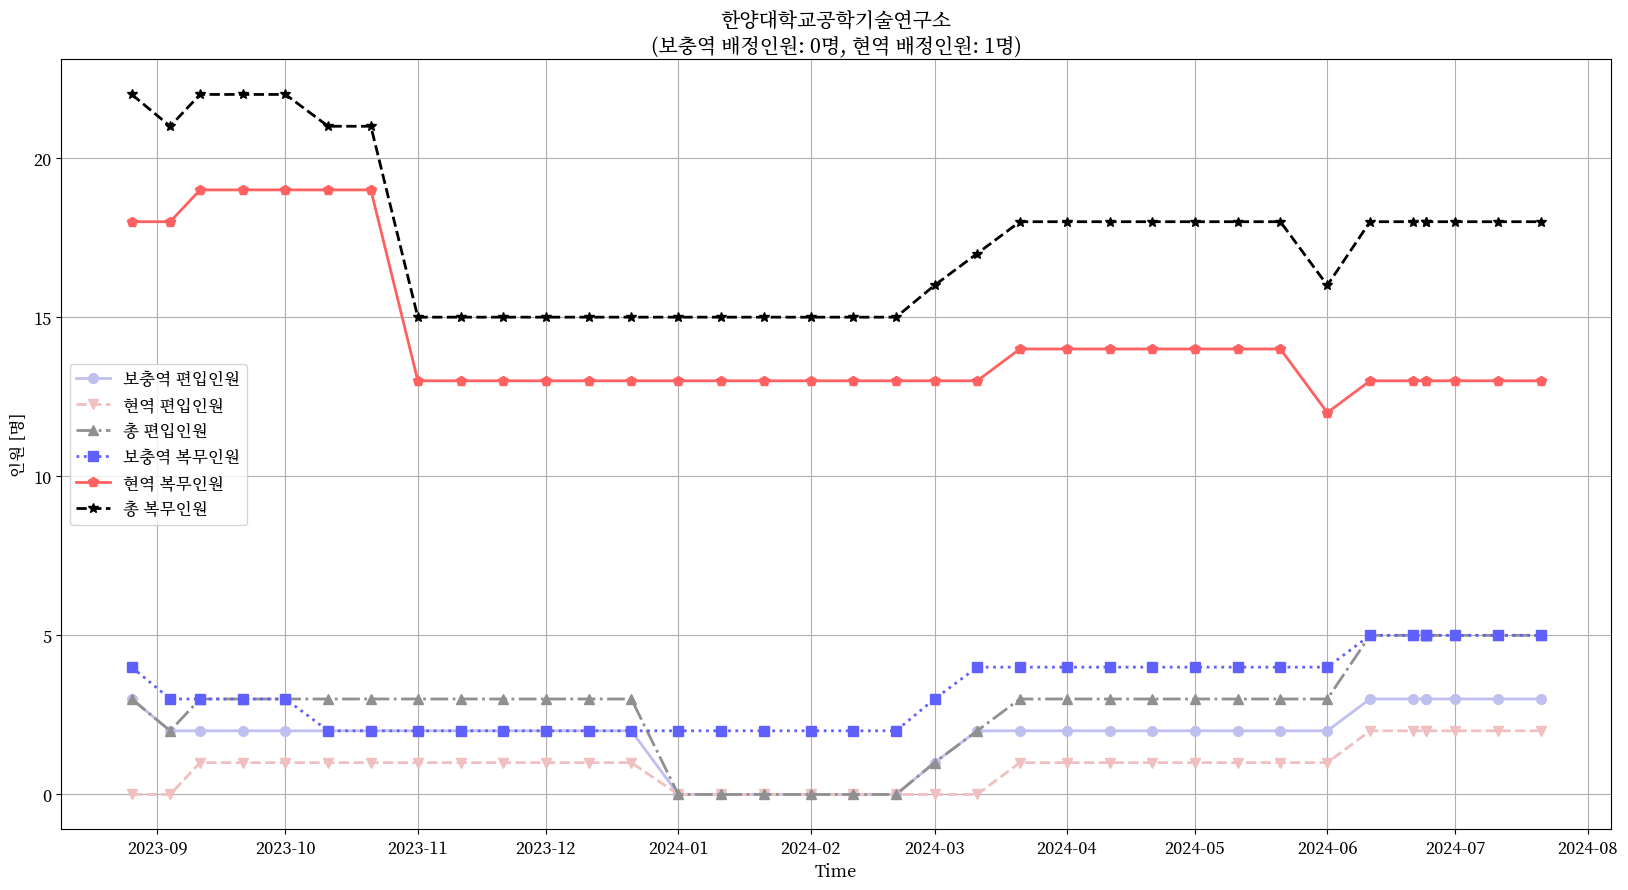 한양대학교공학기술연구소
(보충역 배정인원: 0명, 현역 배정인원: 1명)
인원 [명]
20
15
10
5
0
보충역 편입인원
현역 편입인원
총 편입인원
보충역 복무인원
현역 복무인원
총 복무인원
2023-09 2023-10 2023-11 2023-12 2024-01 2024-02 2024-03 2024-04 2024-05 2024-06 2024-07 2024-08
Time